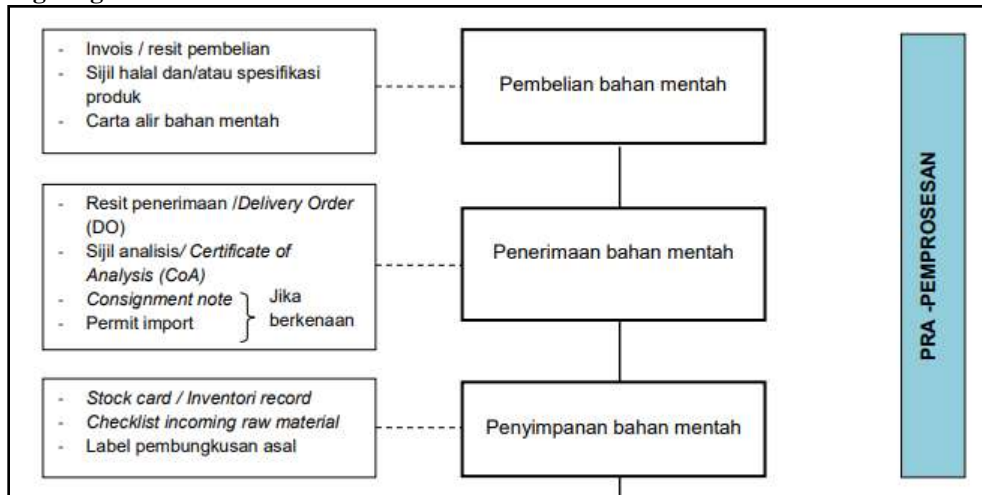 - Invois / resit pembelian
- Sijil halal dan/atau spesifikasi
produk
- Carta alir bahan mentah
Pembelian bahan mentah
- Resit penerimaan /Delivery Order
(DO)
- Sijil analisis/ Certificate of
Analysis (CoA)
- Consignment note
- Permit import
Jika
berkenaan
Penerimaan bahan mentah
- Stock card / Inventori record
- Checklist incoming raw material
- Label pembungkusan asal
Penyimpanan bahan mentah
PRA -PEMPROSESAN